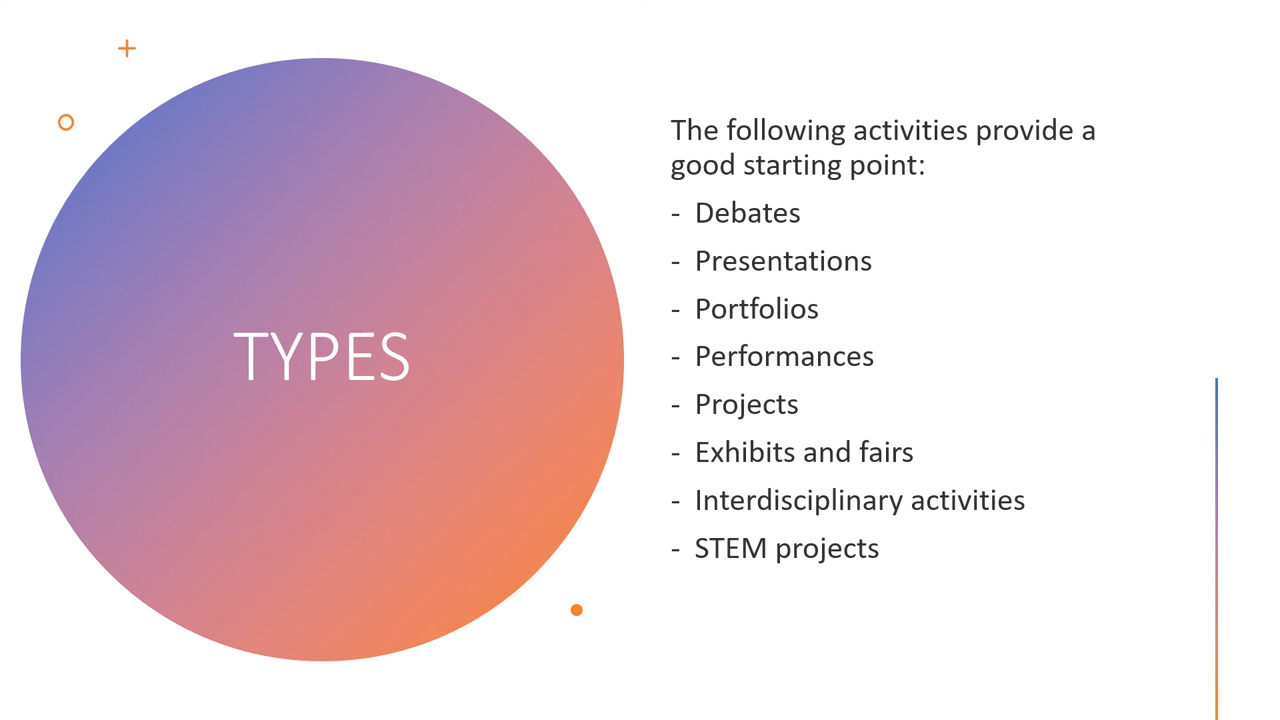 TYPES
The following activities provide a
good starting point:
- Debates
- Presentations
- Portfolios
- Performances
- Projects
- Exhibits and fairs
- Interdisciplinary activities
- STEM projects